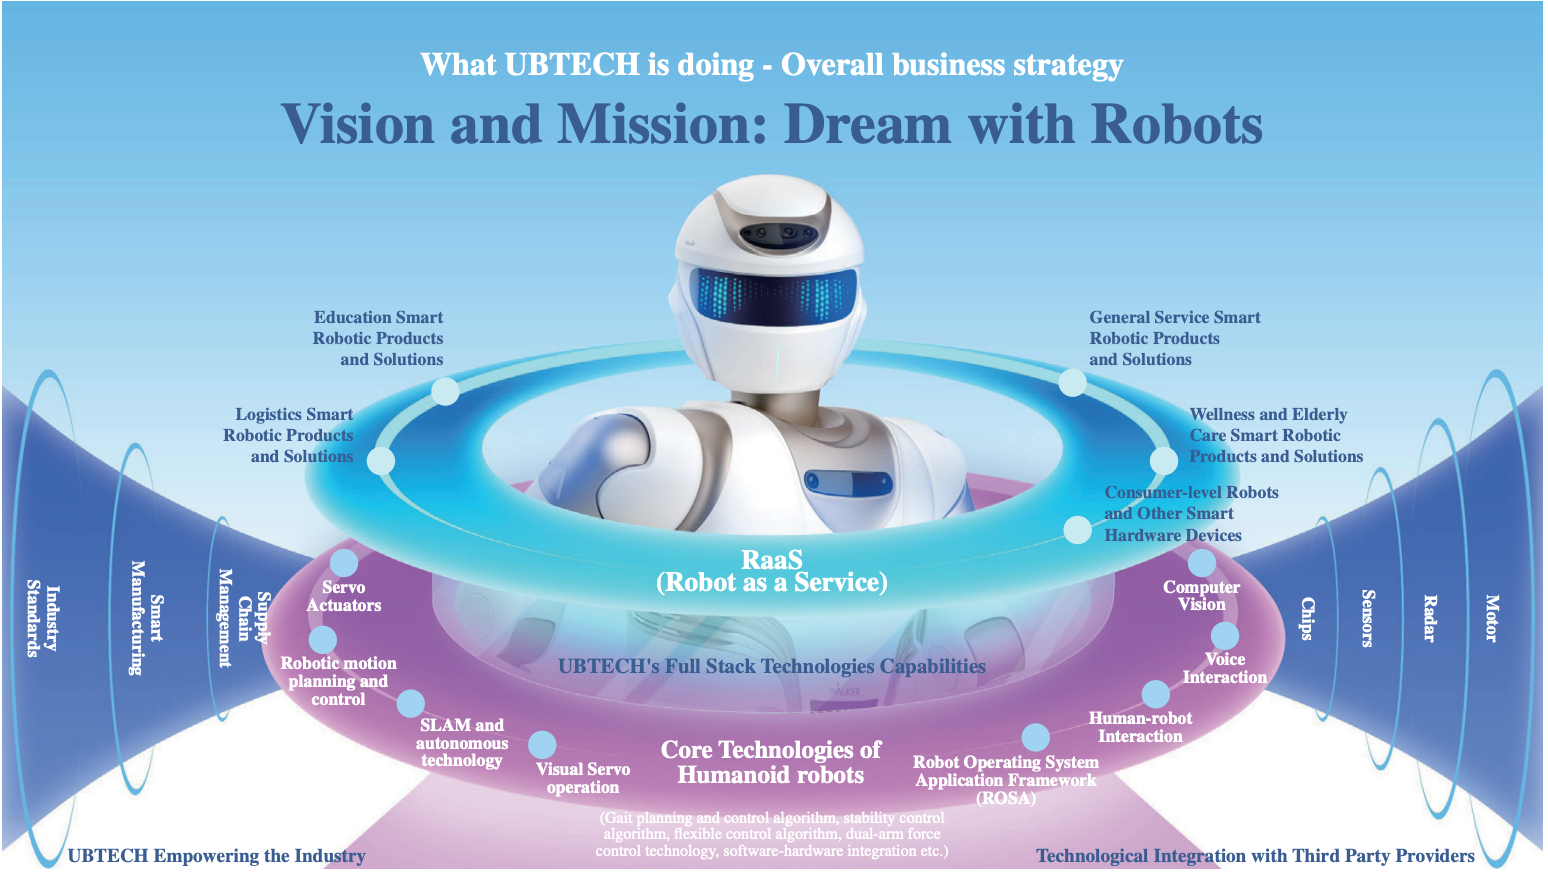 What UBTECH is doing - Overall business strategy
Vision and Mission: Dream with Robots
Education Smart
Robotic Products
and Solutions
General Service Smart
Robotic Products
and Solutions
Logistics Smart
Robotic Products
and Solutions
Wellness and Elderly
Care Smart Robotic
Products and Solutions
Consumer-level Robots
and Other Smart
Hardware Devices
RaaS
(Robot as a Service)
Industry
Standards
Smart
Manufacturing
Supply
Chain
Management
Servo
Actuators
Robotic motion
planning and
control
SLAM and
autonomous
technology
Visual Servo
operation
UBTECH's Full Stack Technologies Capabilities
WALKER
Core Technologies of
Humanoid robots
(Gait planning and control algorithm, stability control
algorithm, flexible control algorithm, dual-arm force
control technology, software-hardware integration etc.)
Computer
Vision
Voice
Interaction
Human-robot
Interaction
Robot Operating System
Application Framework
(ROSA)
Chips
Sensors
Radar
Motor
UBTECH Empowering the Industry
Technological Integration with Third Party Providers